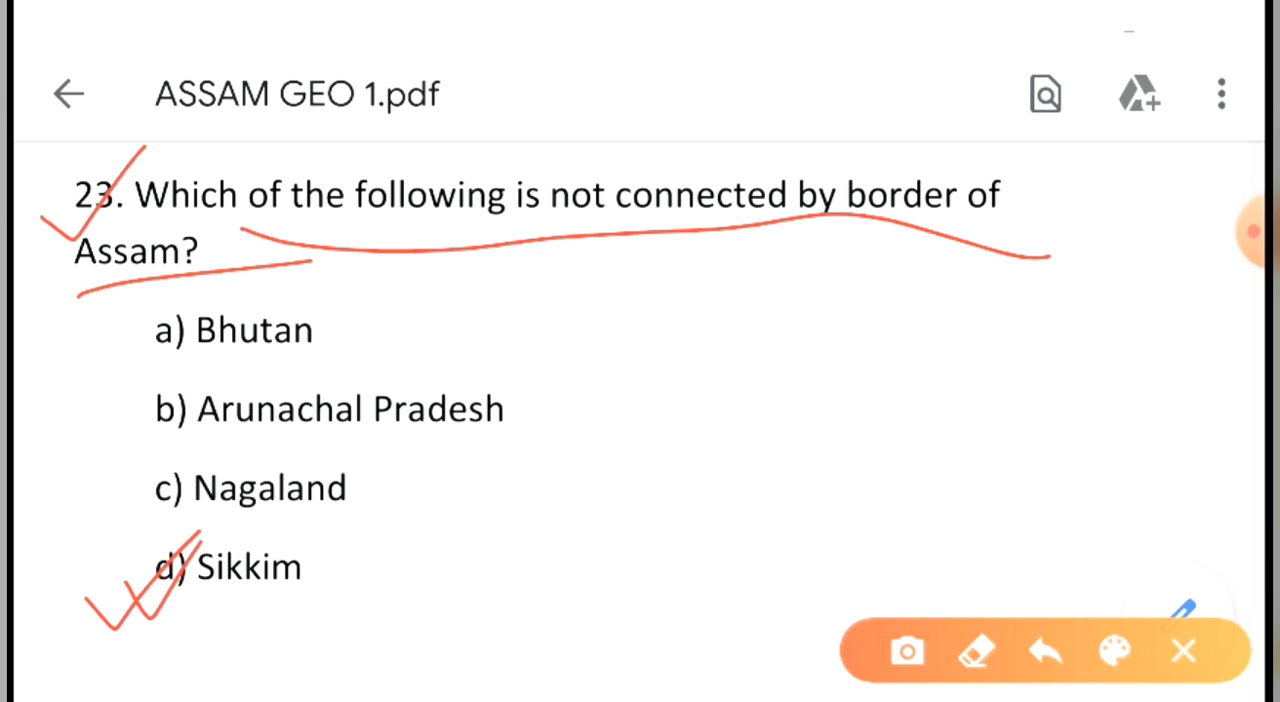 ASSAM GEO 1.pdf
23. Which of the following is not connected by border of
Assam?
a) Bhutan
b) Arunachal Pradesh
c) Nagaland
d) Sikkim